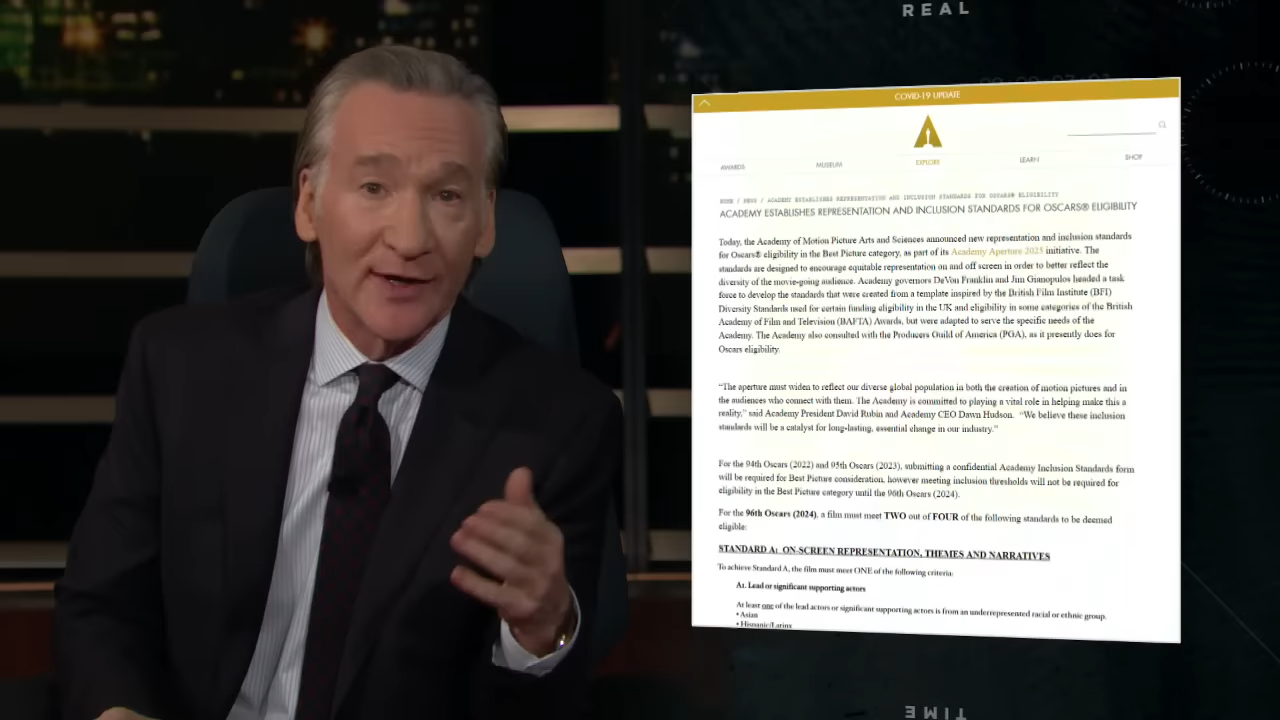 REAL
COVID-19 UPDATE
AWARDS
MUSEUM
EXPLORE
LEARN
SHOP
HOME / NEWS / ACADEMY ESTABLISHES REPRESENTATION AND INCLUSION STANDARDS FOR OSCARS® ELIGIBILITY
ACADEMY ESTABLISHES REPRESENTATION AND INCLUSION STANDARDS FOR OSCARS® ELIGIBILITY
Today, the Academy of Motion Picture Arts and Sciences announced new representation and inclusion standards
for Oscars® eligibility in the Best Picture category, as part of its Academy Aperture 2025 initiative. The
standards are designed to encourage equitable representation on and off screen in order to better reflect the
diversity of the movie-going audience. Academy governors DeVon Franklin and Jim Gianopulos headed a task
force to develop the standards that were created from a template inspired by the British Film Institute (BFI)
Diversity Standards used for certain funding eligibility in the UK and eligibility in some categories of the British
Academy of Film and Television (BAFTA) Awards, but were adapted to serve the specific needs of the
Academy. The Academy also consulted with the Producers Guild of America (PGA), as it presently does for
Oscars eligibility.
“The aperture must widen to reflect our diverse global population in both the creation of motion pictures and in
the audiences who connect with them. The Academy is committed to playing a vital role in helping make this a
reality,” said Academy President David Rubin and Academy CEO Dawn Hudson. “We believe these inclusion
standards will be a catalyst for long-lasting, essential change in our industry.”
For the 94th Oscars (2022) and 95th Oscars (2023), submitting a confidential Academy Inclusion Standards form
will be required for Best Picture consideration, however meeting inclusion thresholds will not be required for
eligibility in the Best Picture category until the 96th Oscars (2024).
For the 96th Oscars (2024), a film must meet TWO out of FOUR of the following standards to be deemed
eligible:
STANDARD A: ON-SCREEN REPRESENTATION, THEMES AND NARRATIVES
To achieve Standard A, the film must meet ONE of the following criteria:
A1. Lead or significant supporting actors
At least one of the lead actors or significant supporting actors is from an underrepresented racial or ethnic group.
• Asian
• Hispanic/Latinx
TIME